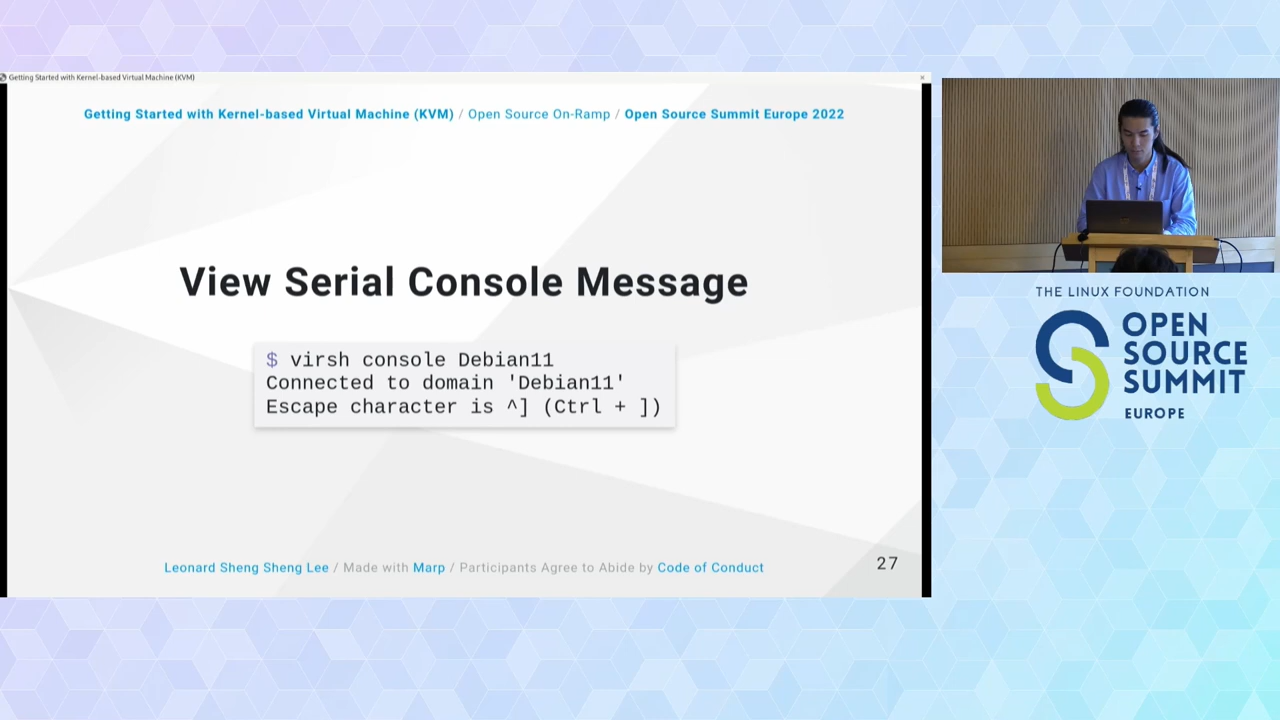 Getting Started with Kernel-based Virtual Machine (KVM)
Getting Started with Kernel-based Virtual Machine (KVM) / Open Source On-Ramp / Open Source Summit Europe 2022
View Serial Console Message
$ virsh console Debian11
Connected to domain 'Debian11'
Escape character is ^] (Ctrl + ])
Leonard Sheng Sheng Lee / Made with Marp / Participants Agree to Abide by Code of Conduct
27
THE LINUX FOUNDATION
OPEN
SOURCE
SUMMIT
EUROPE